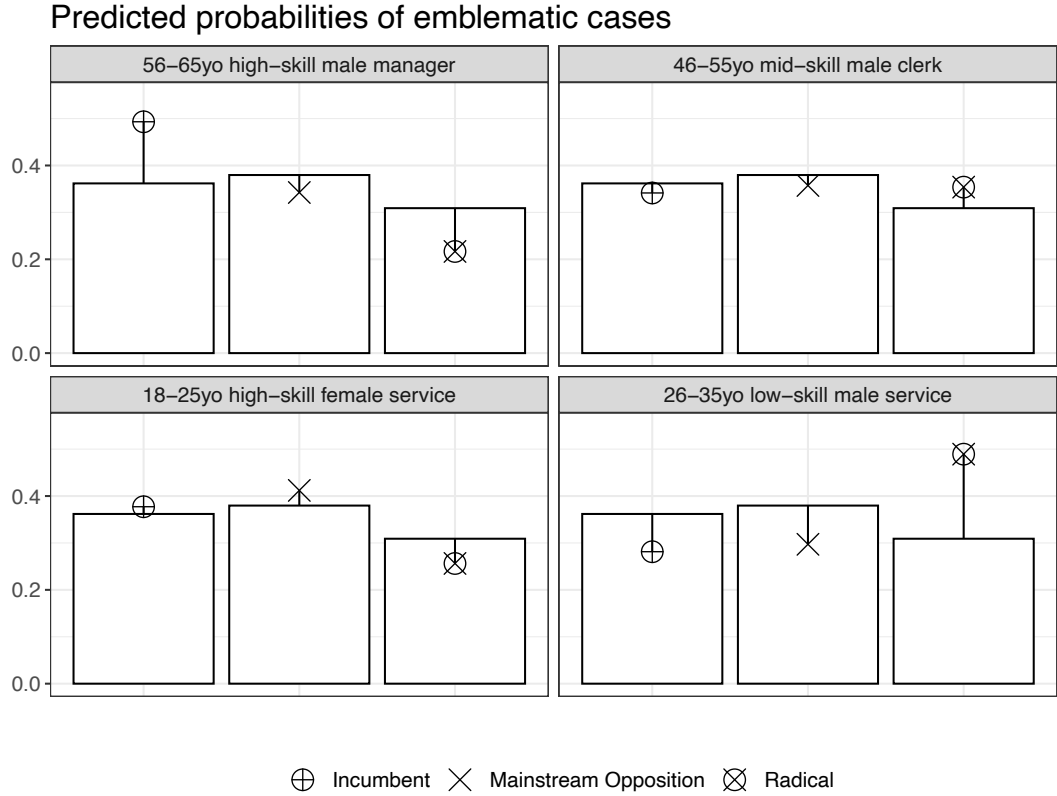 Predicted probabilities of emblematic cases
56−65yo high−skill male manager
46−55yo mid−skill male clerk
0.4
0.2
0.0
18−25yo high−skill female service
26−35yo low−skill male service
0.4
0.2
0.0
Incumbent Mainstream Opposition Radical